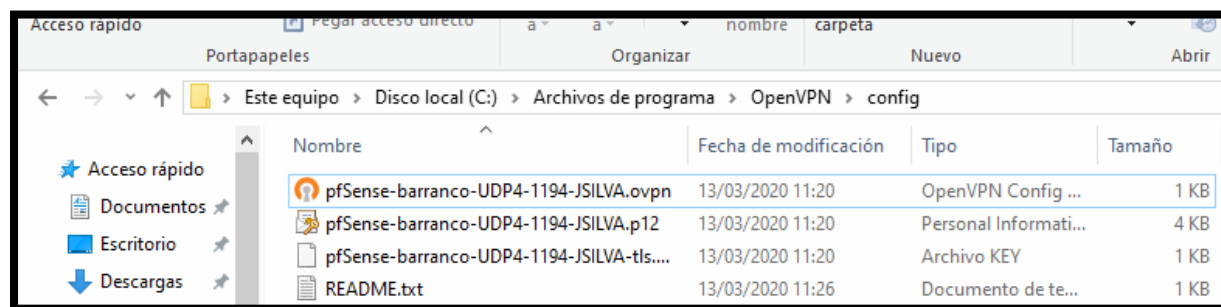 Acceso rápido Pegar acceso directo a a nombre carpeta
Portapapeles Organizar Nuevo Abrir
Este equipo > Disco local (C:) > Archivos de programa > OpenVPN > config
Nombre Fecha de modificación Tipo Tamaño
Acceso rápido
pfSense-barranco-UDP4-1194-JSILVA.ovpn 13/03/2020 11:20 OpenVPN Config ... 1 KB
Documentos
pfSense-barranco-UDP4-1194-JSILVA.p12 13/03/2020 11:20 Personal Informati... 4 KB
Escritorio
pfSense-barranco-UDP4-1194-JSILVA-tls.... 13/03/2020 11:20 Archivo KEY 1 KB
Descargas
README.txt 13/03/2020 11:26 Documento de te... 1 KB